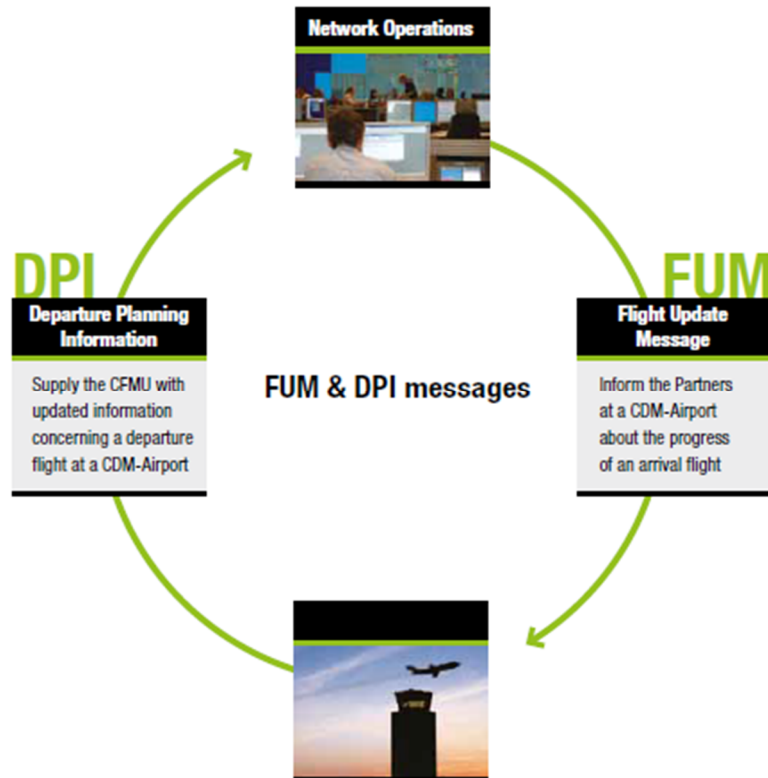 Network Operations
DPI
Departure Planning
Information
Supply the CFMU with
updated information
concerning a departure
flight at a CDM-Airport
FUM & DPI messages
FUM
Flight Update
Message
Inform the Partners
at a CDM-Airport
about the progress
of an arrival flight